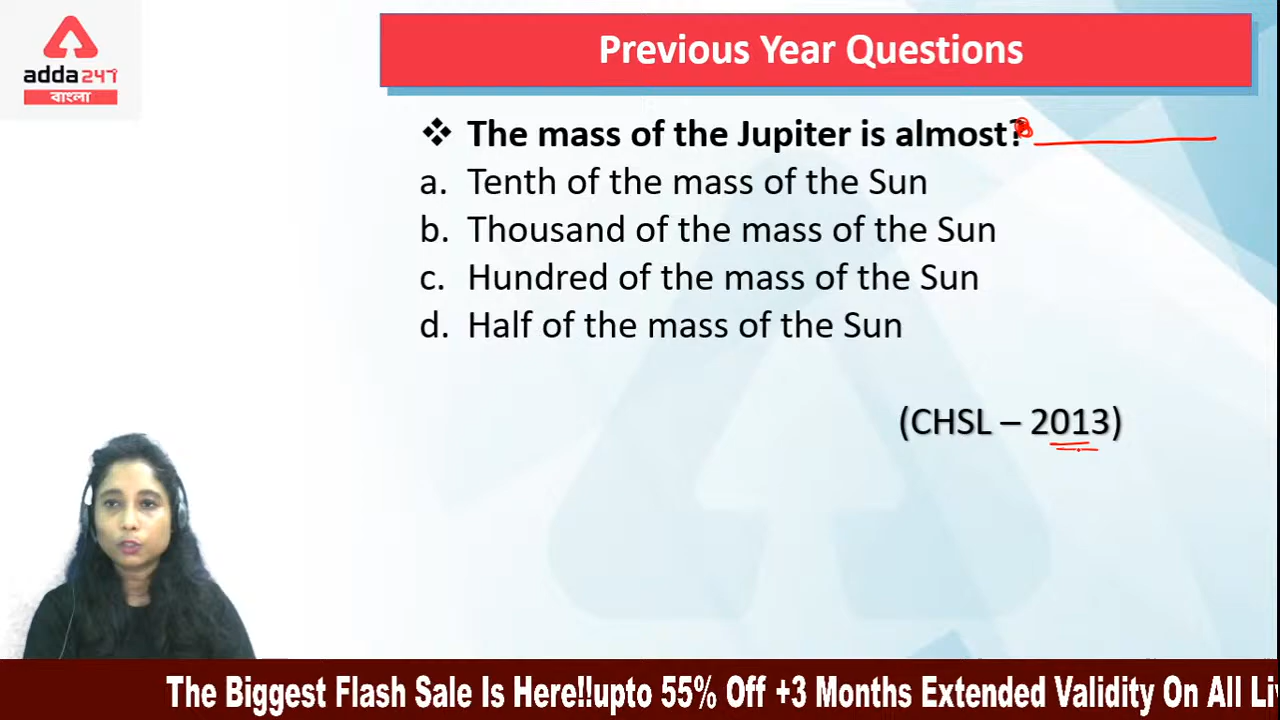 adda247
বাংলা
Previous Year Questions
❖ The mass of the Jupiter is almost?
a. Tenth of the mass of the Sun
b. Thousand of the mass of the Sun
c. Hundred of the mass of the Sun
d. Half of the mass of the Sun
(CHSL – 2013)
The Biggest Flash Sale Is Here!!upto 55% Off +3 Months Extended Validity On All Li